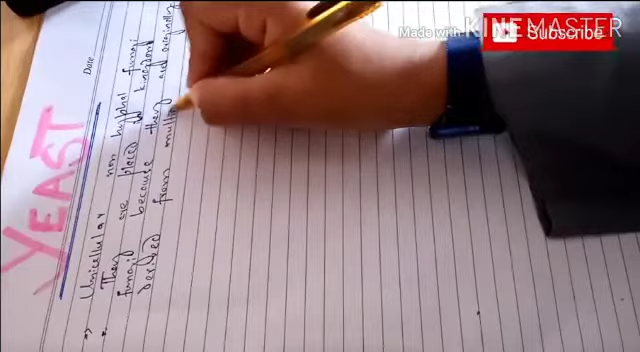 Made with KINEMASTER
Subscribe
Date
YEAST
=> Unicellular non hyphal fungi
• They are placed in kingdom
fungi because they are originally
derived from multi